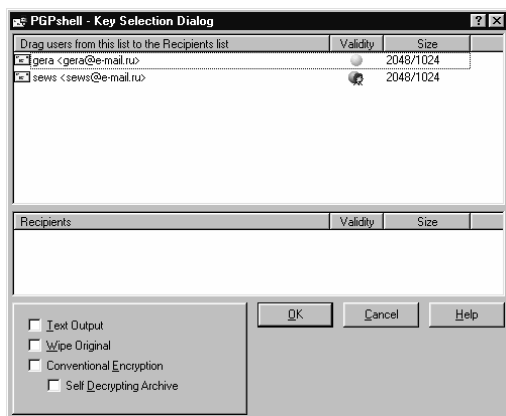 PGPshell - Key Selection Dialog
Drag users from this list to the Recipients list Validity Size
gera <gera@e-mail.ru> 2048/1024
sews <sews@e-mail.ru> 2048/1024
Recipients Validity Size
OK Cancel Help
Text Output
Wipe Original
Conventional Encryption
Self Decrypting Archive